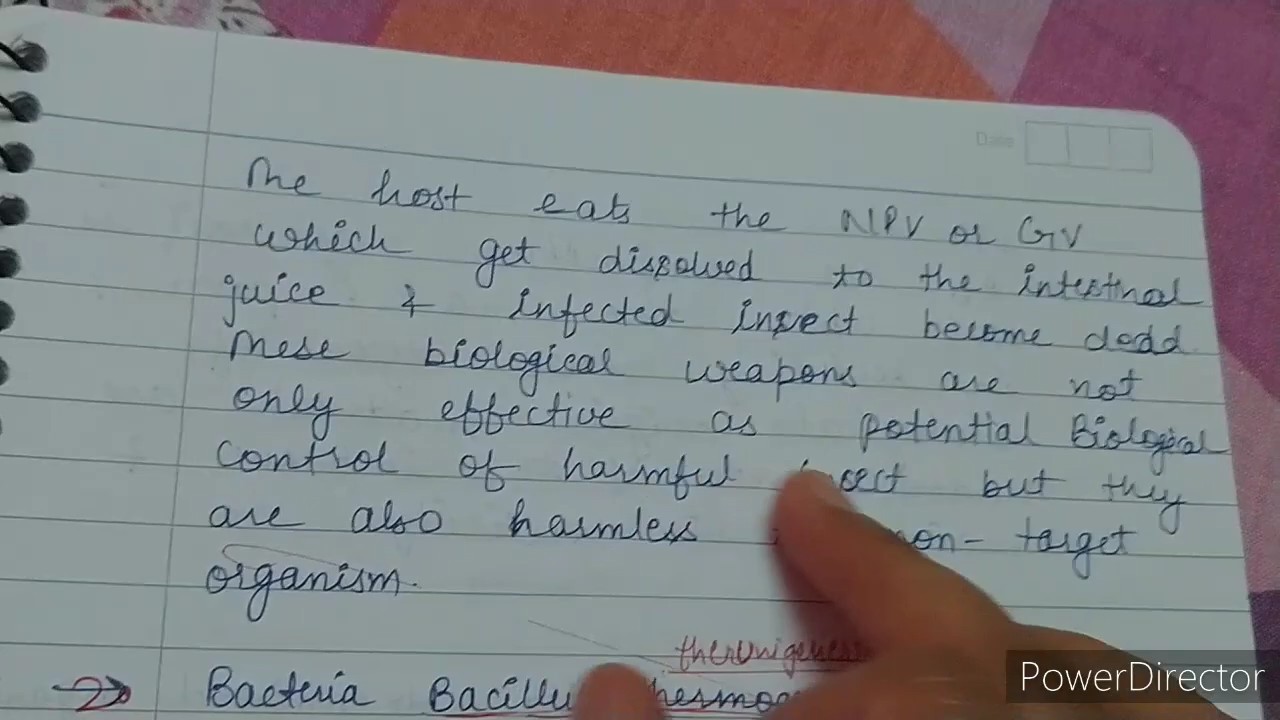 Date
The host eats the NPV or GV
which get dissolved to the intestinal
juice & infected insect become dead
These biological weapons are not
only effective as potential Biological
control of harmful insect but they
are also harmless non-target
organism.
Bacteria
PowerDirector